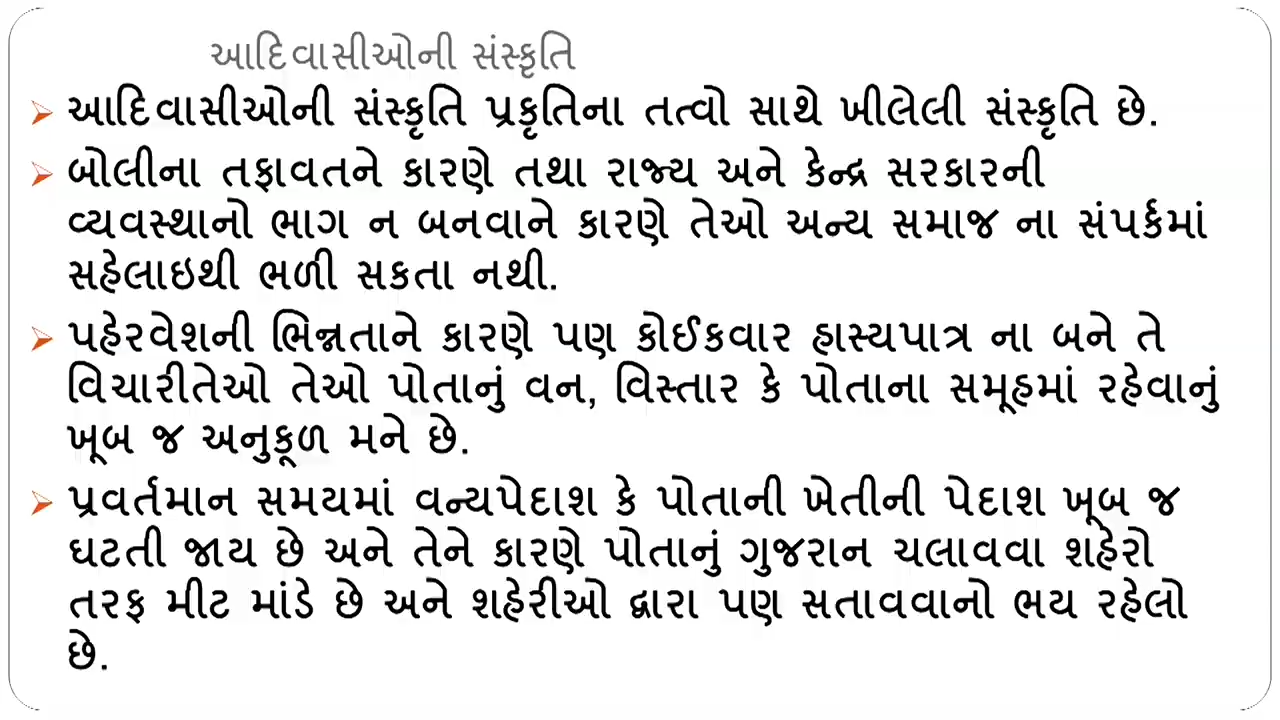 આદિવાસીઓની સંસ્કૃતિ
આદિવાસીઓની સંસ્કૃતિ પ્રકૃતિના તત્વો સાથે ખીલેલી સંસ્કૃતિ છે.
બોલીના તફાવતને કારણે તથા રાજ્ય અને કેન્દ્ર સરકારની
વ્યવસ્થાનો ભાગ ન બનવાને કારણે તેઓ અન્ય સમાજ ના સંપર્કમાં
સહેલાઇથી ભળી સકતા નથી.
પહેરવેશની ભિન્નતાને કારણે પણ કોઈકવાર હાસ્યપાત્ર ના બને તે
વિચારીતેઓ તેઓ પોતાનું વન, વિસ્તાર કે પોતાના સમૂહમાં રહેવાનું
ખૂબ જ અનુકૂળ મને છે.
પ્રવર્તમાન સમયમાં વન્યપેદાશ કે પોતાની ખેતીની પેદાશ ખૂબ જ
ઘટતી જાય છે અને તેને કારણે પોતાનું ગુજરાન ચલાવવા શહેરો
તરફ મીટ માંડે છે અને શહેરીઓ દ્વારા પણ સતાવવાનો ભય રહેલો
છે.